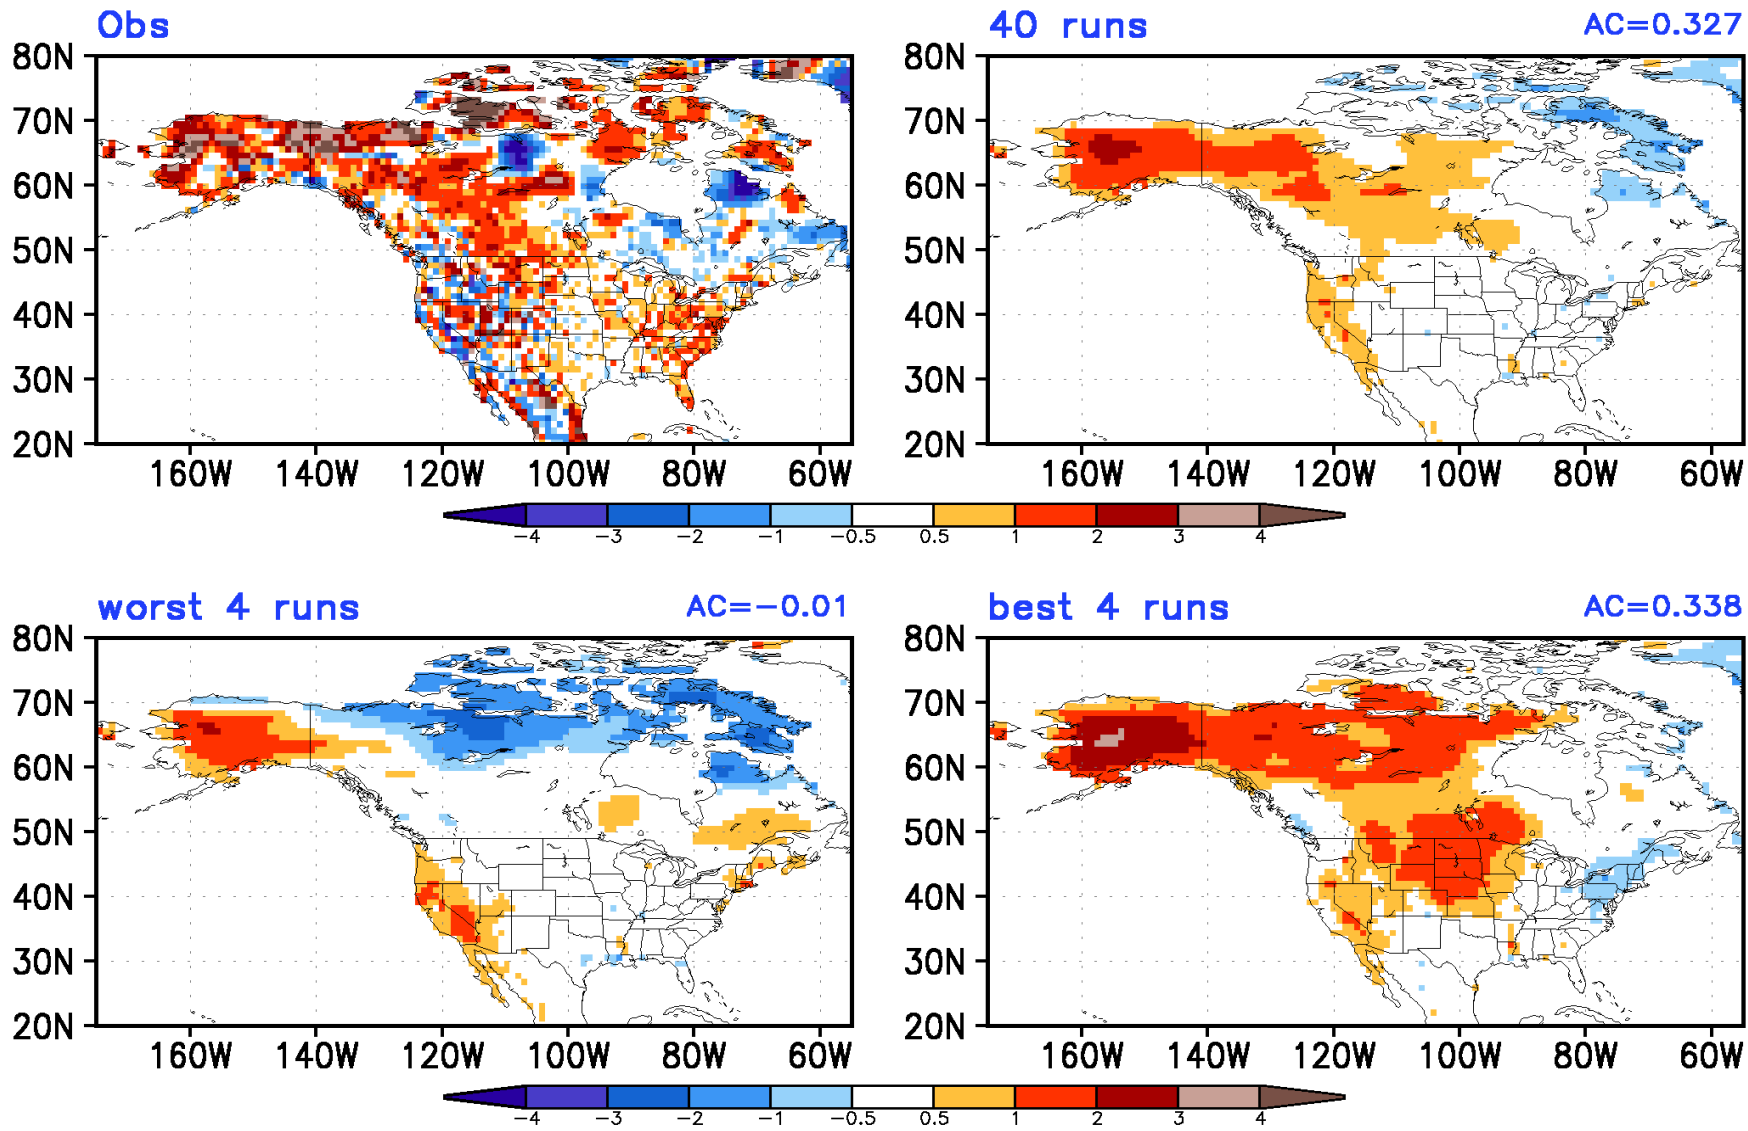 Obs
40 runs AC=0.327
80N 80N
70N 70N
60N 60N
50N 50N
40N 40N
30N 30N
20N 20N
160W 140W 120W 100W 80W 60W 160W 140W 120W 100W 80W 60W
-4 -3 -2 -1 -0.5 0.5 1 2 3 4
worst 4 runs AC=-0.01
best 4 runs AC=0.338
80N 80N
70N 70N
60N 60N
50N 50N
40N 40N
30N 30N
20N 20N
160W 140W 120W 100W 80W 60W 160W 140W 120W 100W 80W 60W
-4 -3 -2 -1 -0.5 0.5 1 2 3 4